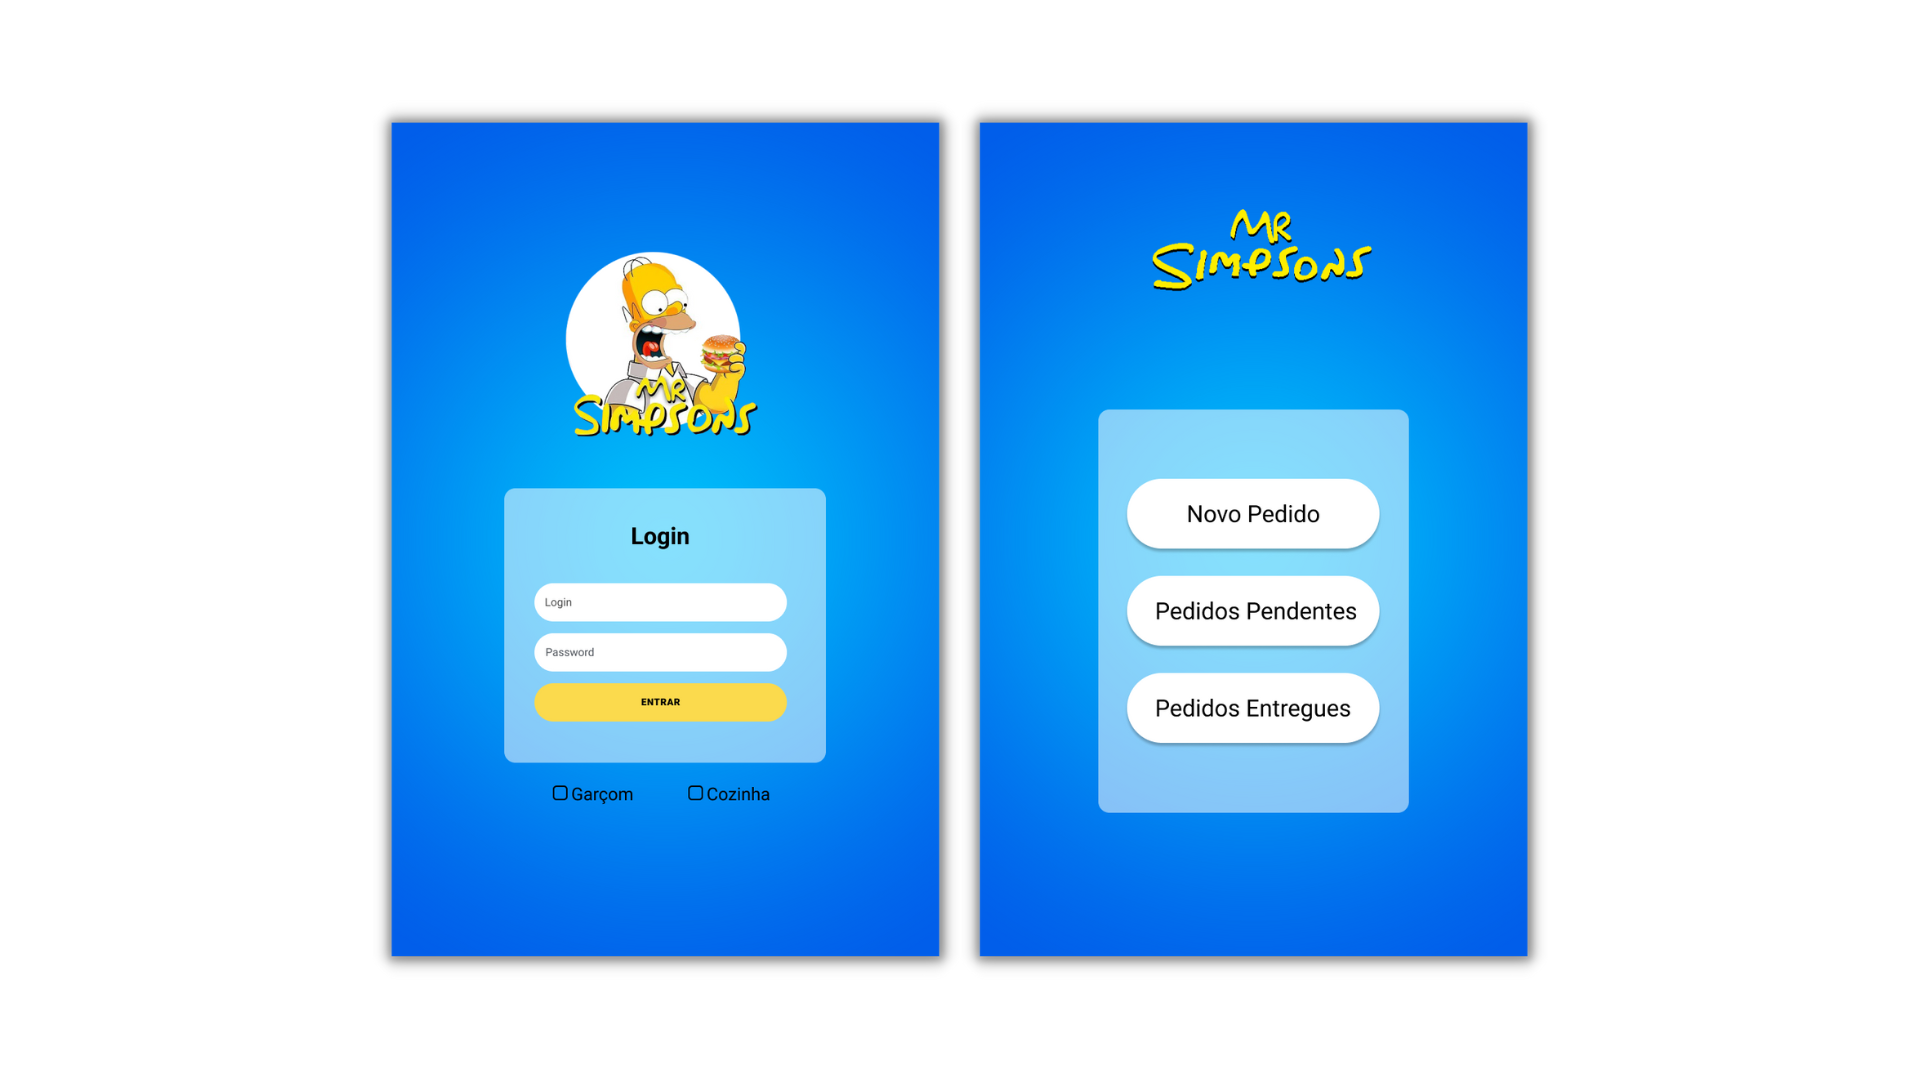 MR
SIMPSONS
Login
Login
Password
ENTRAR
Garçom
Cozinha
MR
SIMPSONS
Novo Pedido
Pedidos Pendentes
Pedidos Entregues